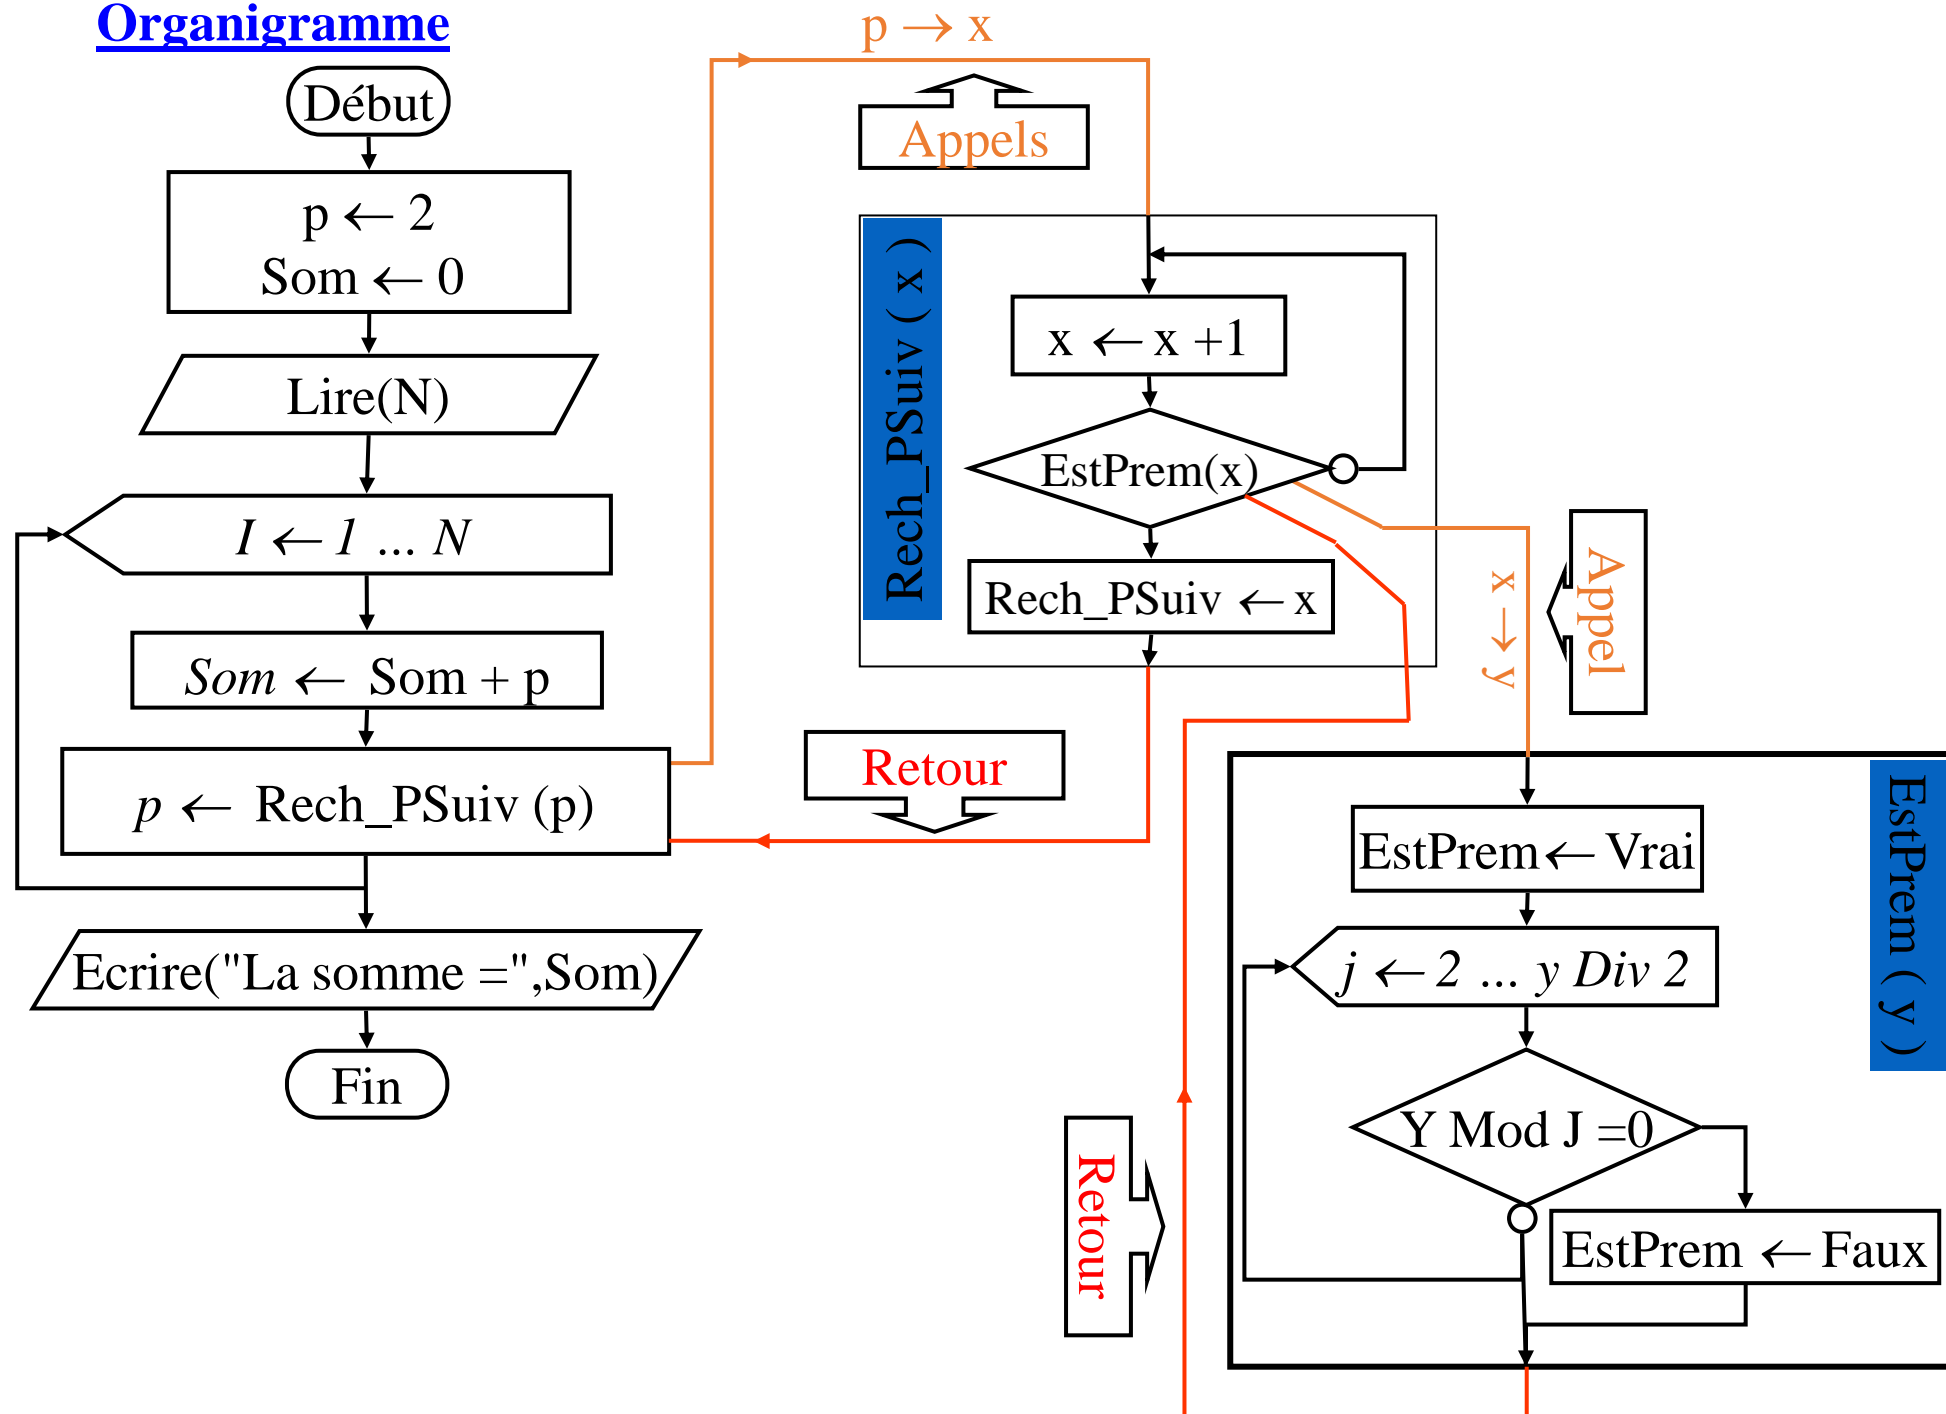 Organigramme
Début
p ← 2
Som ← 0
Lire(N)
I ← 1 ... N
Som ← Som + p
p ← Rech_PSuiv (p)
Ecrire("La somme =",Som)
Fin
p → x
Appels
Rech_PSuiv ( x )
x ← x +1
EstPrem(x)
Rech_PSuiv ← x
Retour
x → y
Appel
EstPrem ( y )
EstPrem ← Vrai
j ← 2 ... y Div 2
Y Mod J =0
EstPrem ← Faux
Retour